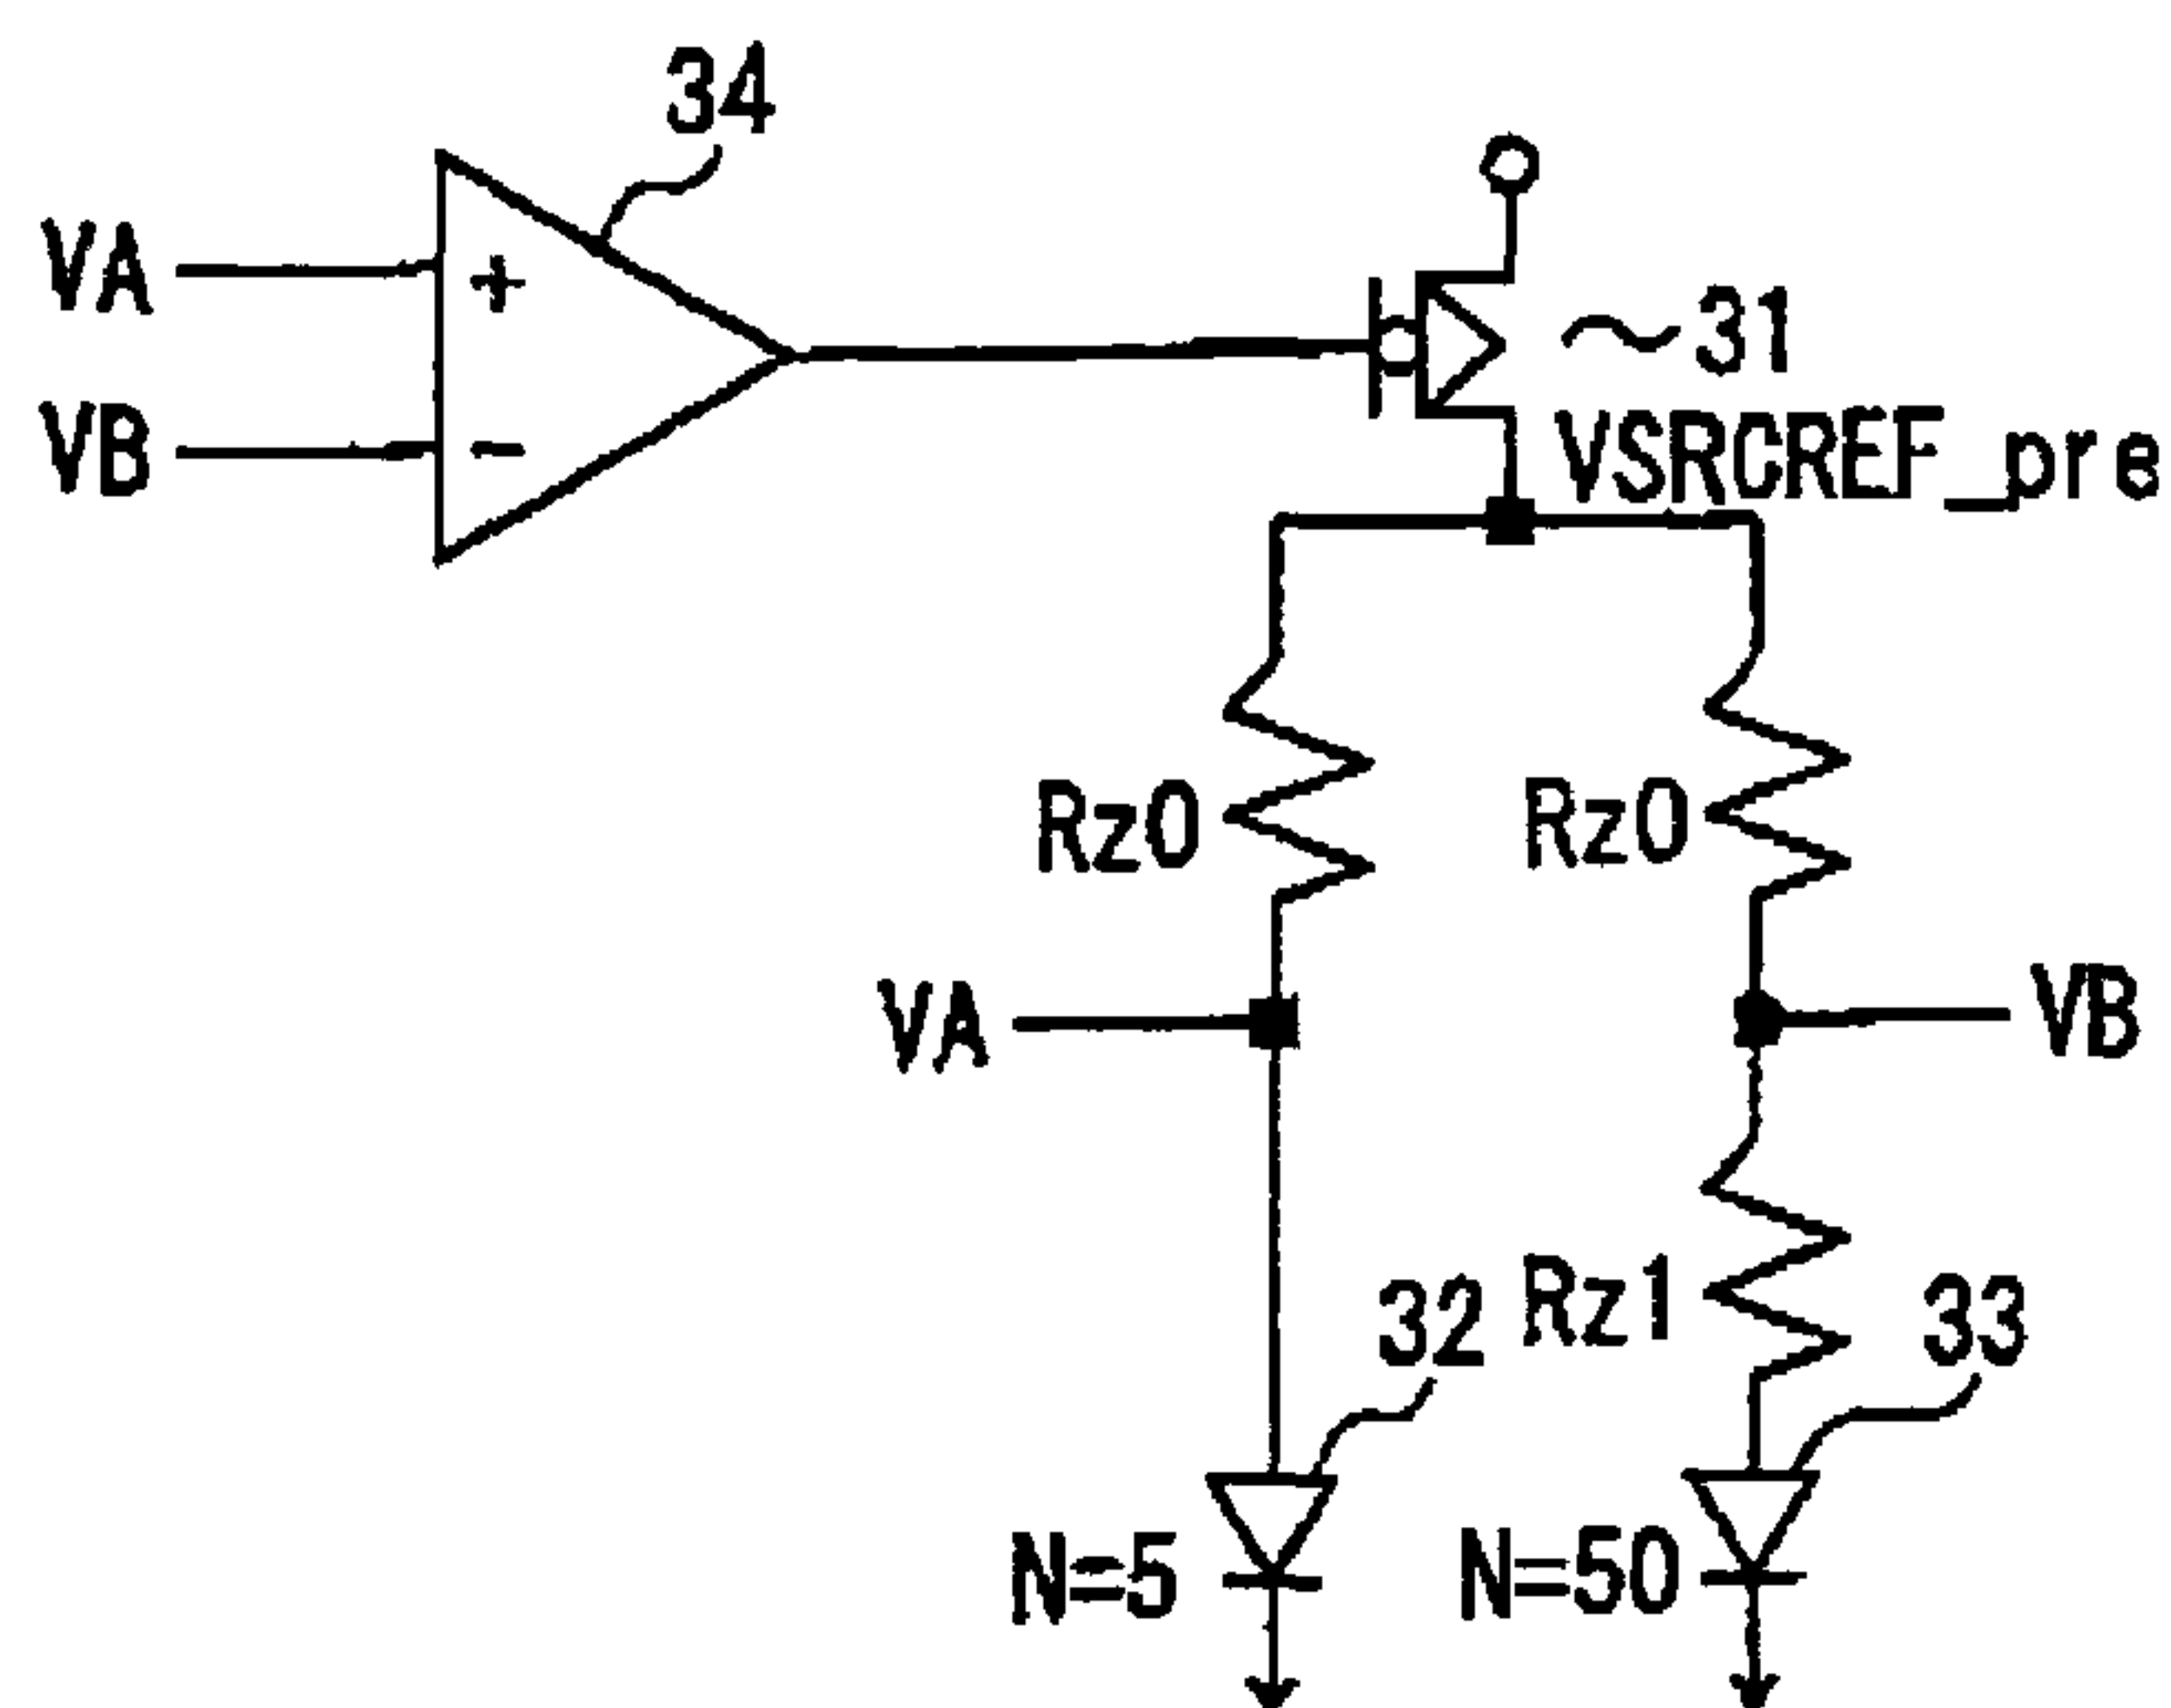 34
VA
+
~31
VB
-
VSRCREF_pre
Rz0
Rz0
VA
VB
Rz1
32
33
N=5
N=50